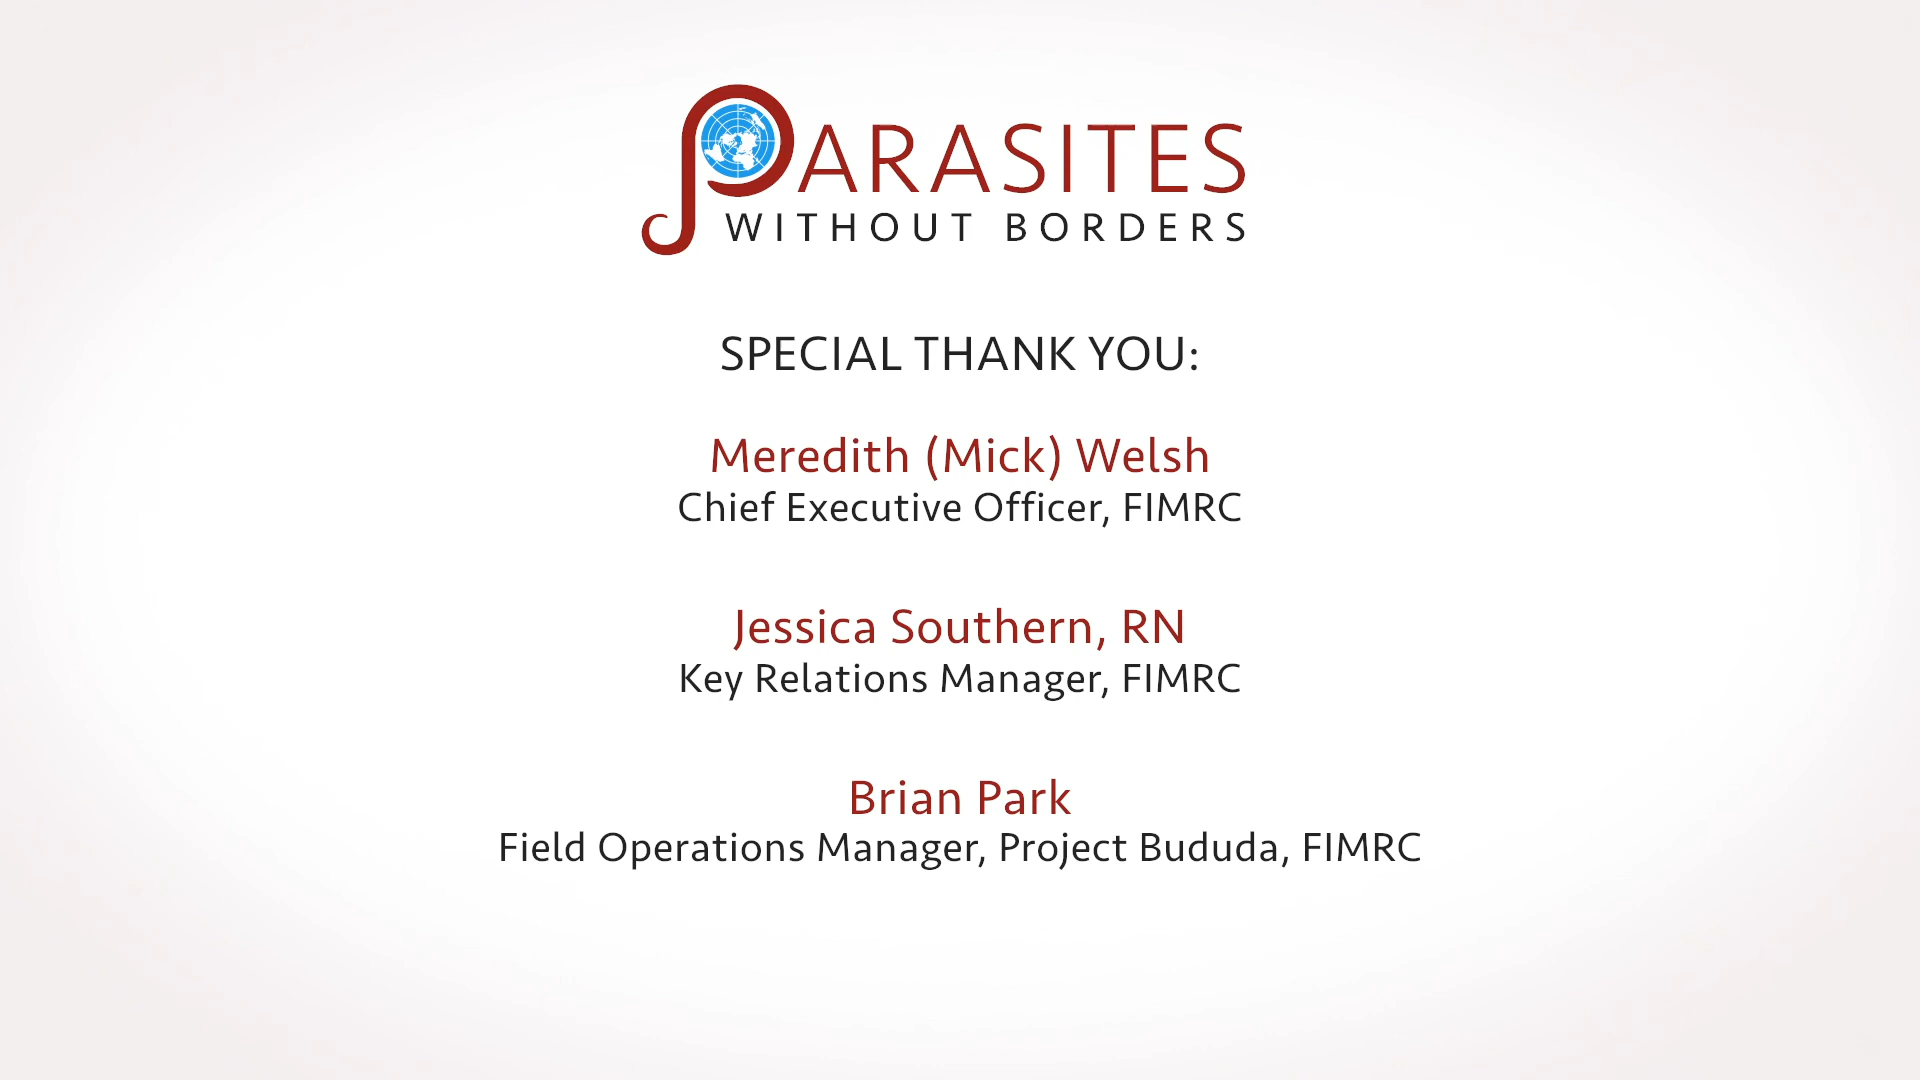 PARASITES
WITHOUT BORDERS
SPECIAL THANK YOU:
Meredith (Mick) Welsh
Chief Executive Officer, FIMRC
Jessica Southern, RN
Key Relations Manager, FIMRC
Brian Park
Field Operations Manager, Project Bududa, FIMRC